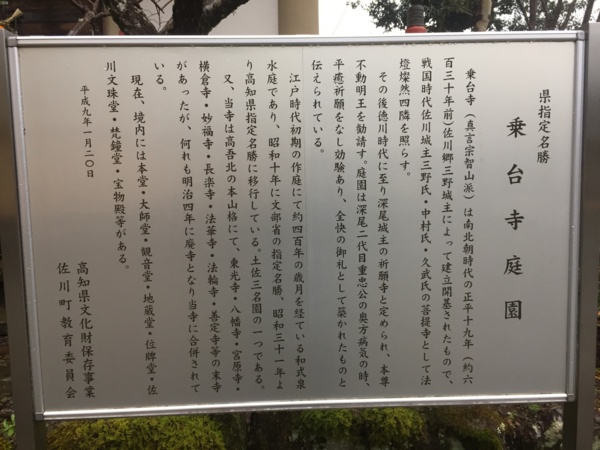 県指定名勝
乗台寺庭園
乗台寺（真言宗智山派）は南北朝時代の正平十九年（約六
百三十年前）佐川郷三野城主によって建立開基されたもので、
戦国時代佐川城主三野氏・中村氏・久武氏の菩提寺として法
燈燦然四隣を照らす。
その後徳川時代に至り深尾城主の祈願寺と定められ、本尊
不動明王を勧請す。庭園は深尾二代目重忠公の奥方病気の時、
平癒祈願をなし効験あり、全快の御礼として築かれたものと
伝えられている。
江戸時代初期の作庭にて約四百年の歳月を経ている和式泉
水庭であり、昭和十年に文部省の指定名勝、昭和三十一年よ
り高知県指定名勝に移行している。土佐三名園の一つである。
又、当寺は高吾北の本山格にて、東光寺・八幡寺・宮原寺・
横倉寺・妙福寺・長楽寺・法華寺・法輪寺・善定寺等の末寺
があったが、何れも明治四年に廃寺となり当寺に合併されて
いる。
現在、境内には本堂・大師堂・観音堂・地蔵堂・位牌堂・佐
川文珠堂・梵鐘堂・宝物殿等がある。
平成九年一月二〇日
高知県文化財保存事業
佐川町教育委員会